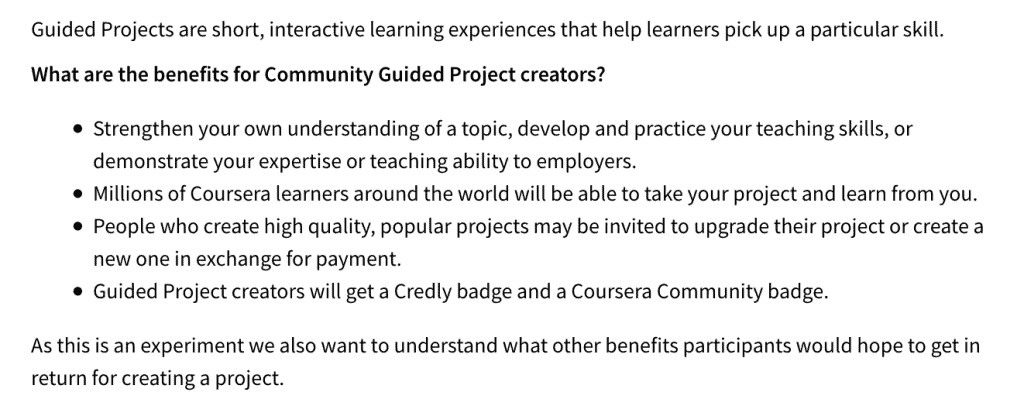 Guided Projects are short, interactive learning experiences that help learners pick up a particular skill.
What are the benefits for Community Guided Project creators?
• Strengthen your own understanding of a topic, develop and practice your teaching skills, or
demonstrate your expertise or teaching ability to employers.
• Millions of Coursera learners around the world will be able to take your project and learn from you.
• People who create high quality, popular projects may be invited to upgrade their project or create a
new one in exchange for payment.
• Guided Project creators will get a Credly badge and a Coursera Community badge.
As this is an experiment we also want to understand what other benefits participants would hope to get in
return for creating a project.